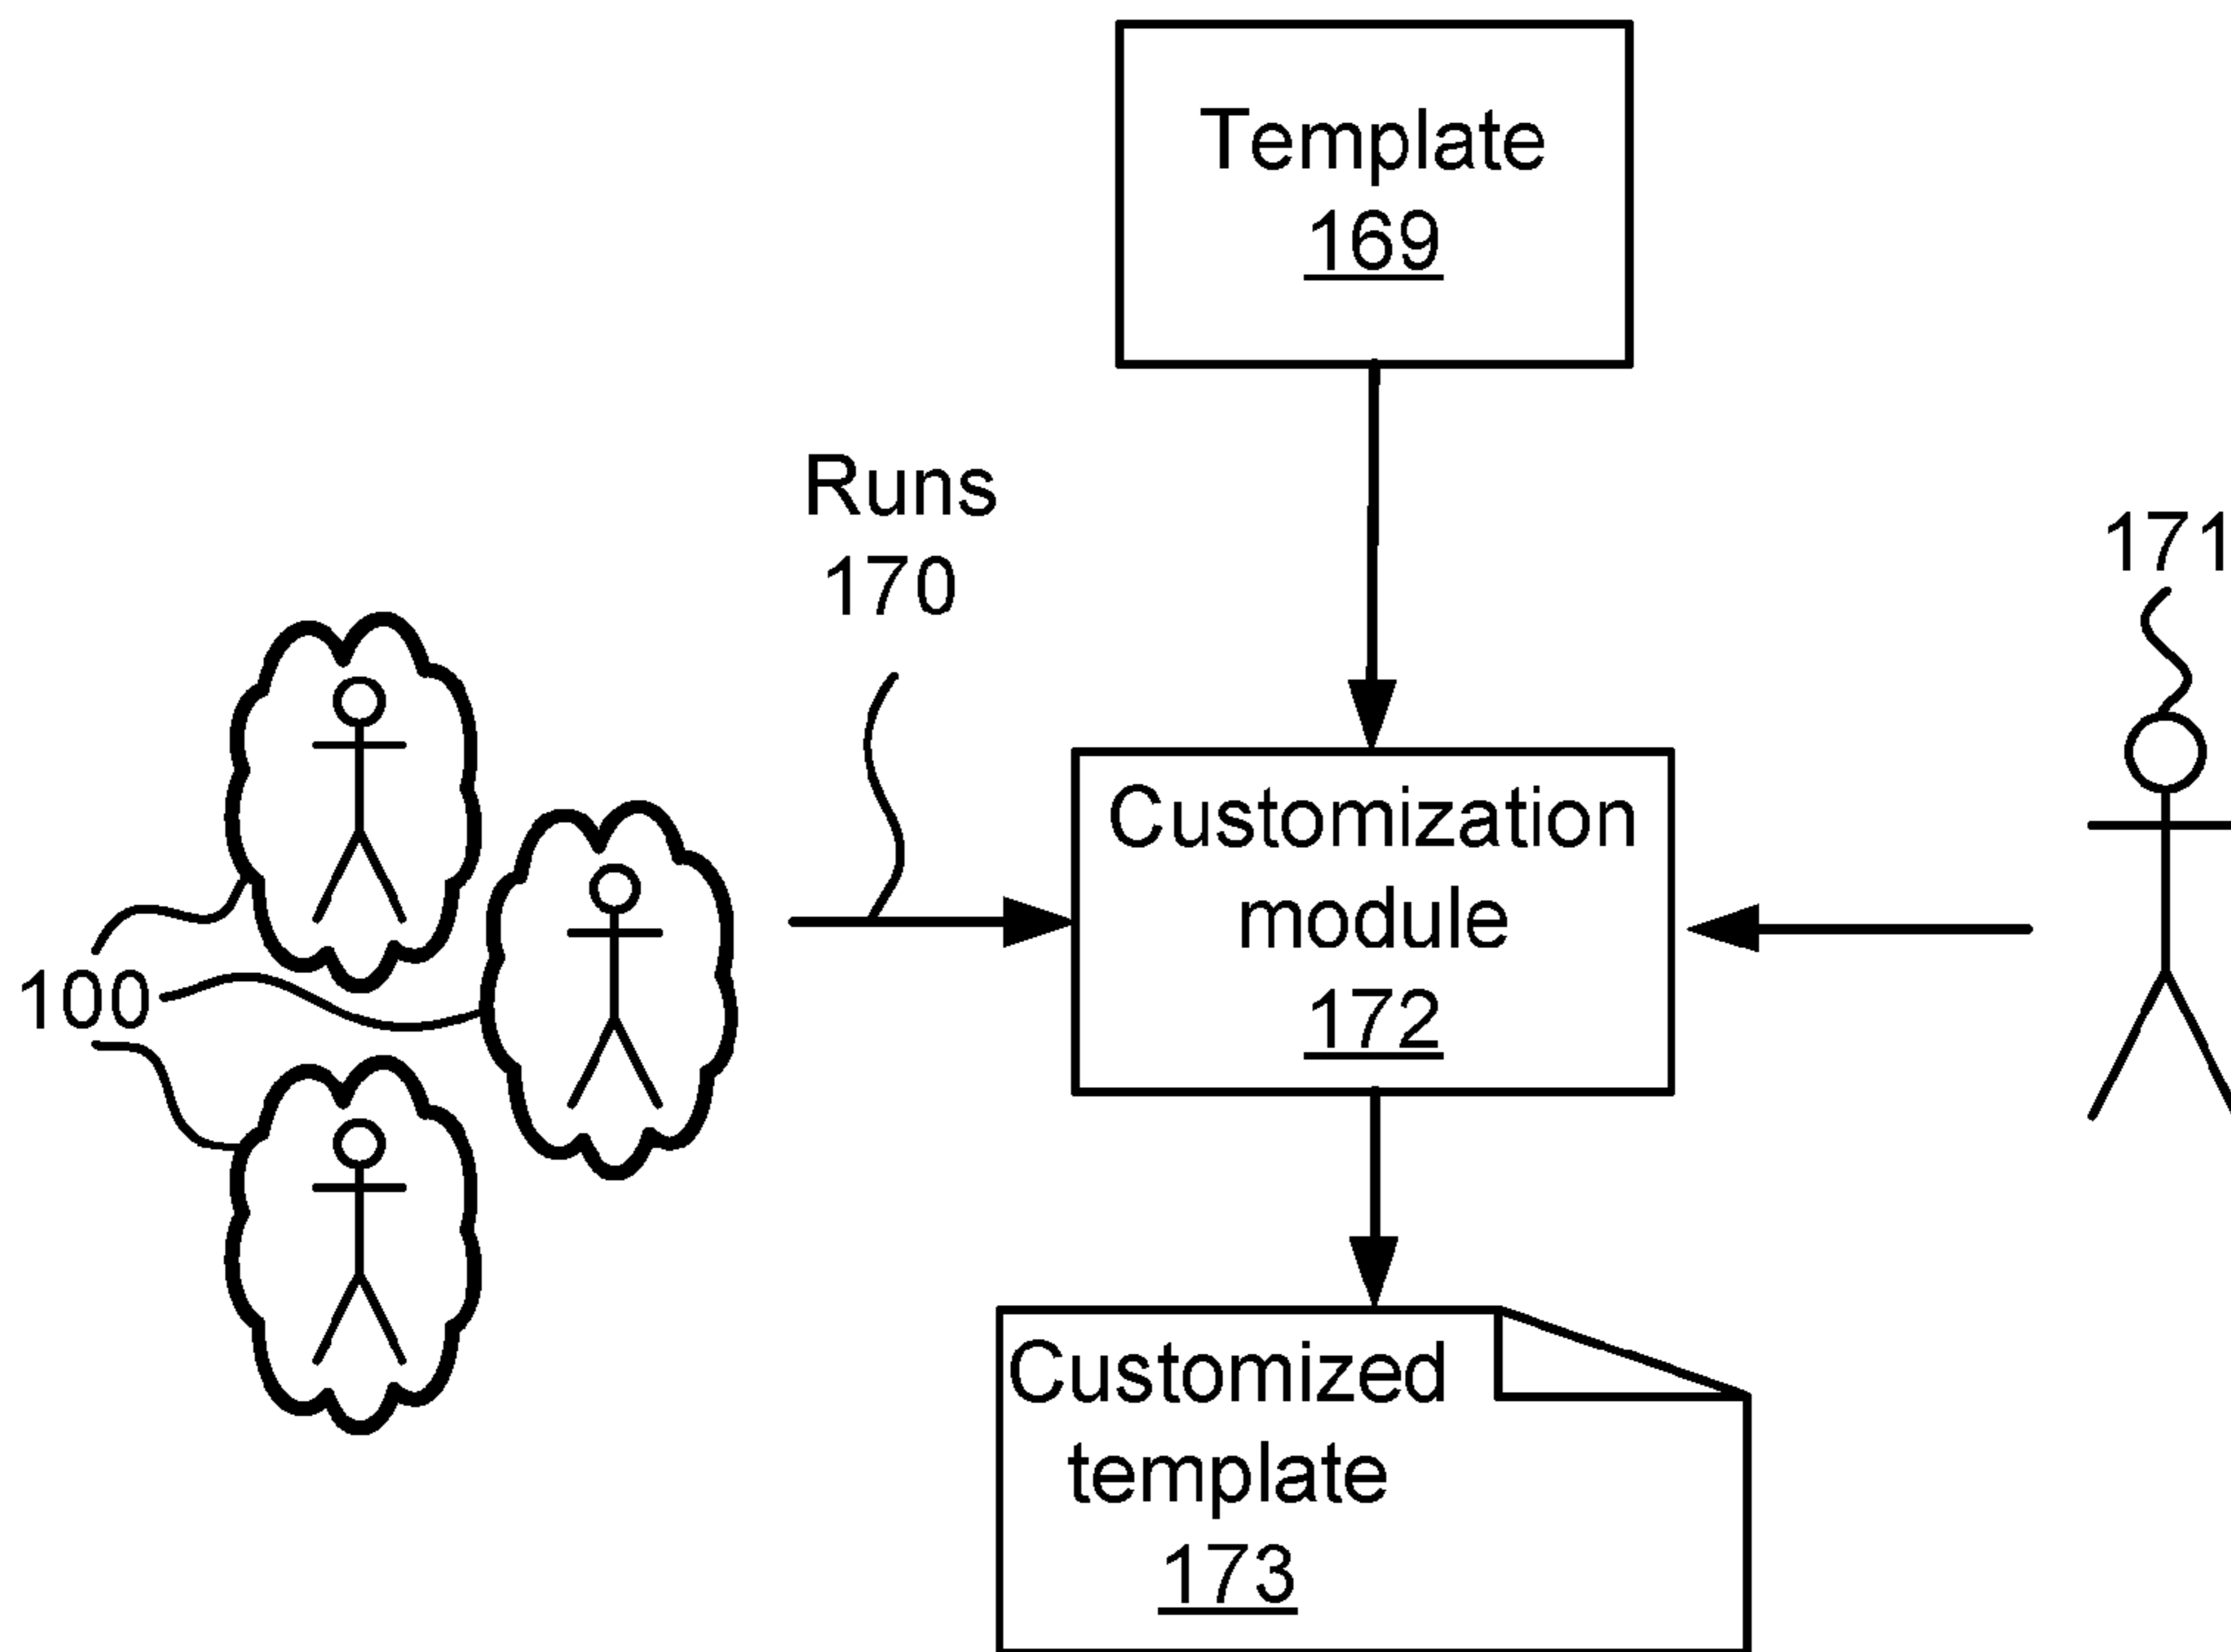 Template
169
Runs
170
171
Customization
module
172
100
Customized
template
173